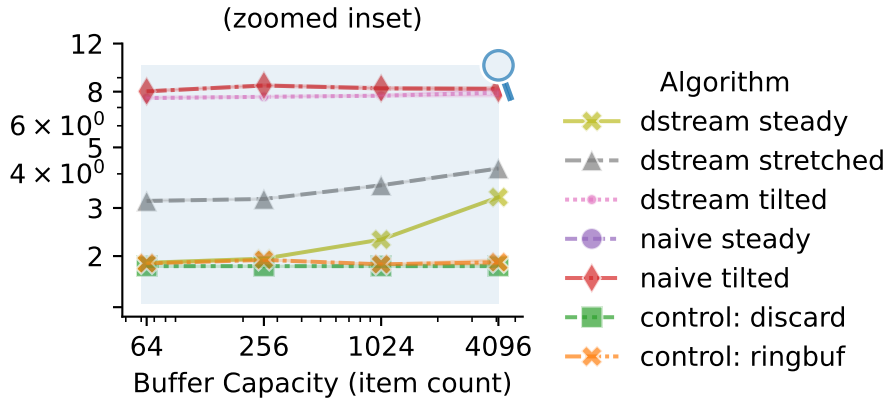 (zoomed inset)
12
8
6 × 10⁰
5
4 × 10⁰
3
2
64 256 1024 4096
Buffer Capacity (item count)
Algorithm
dstream steady
dstream stretched
dstream tilted
naive steady
naive tilted
control: discard
control: ringbuf